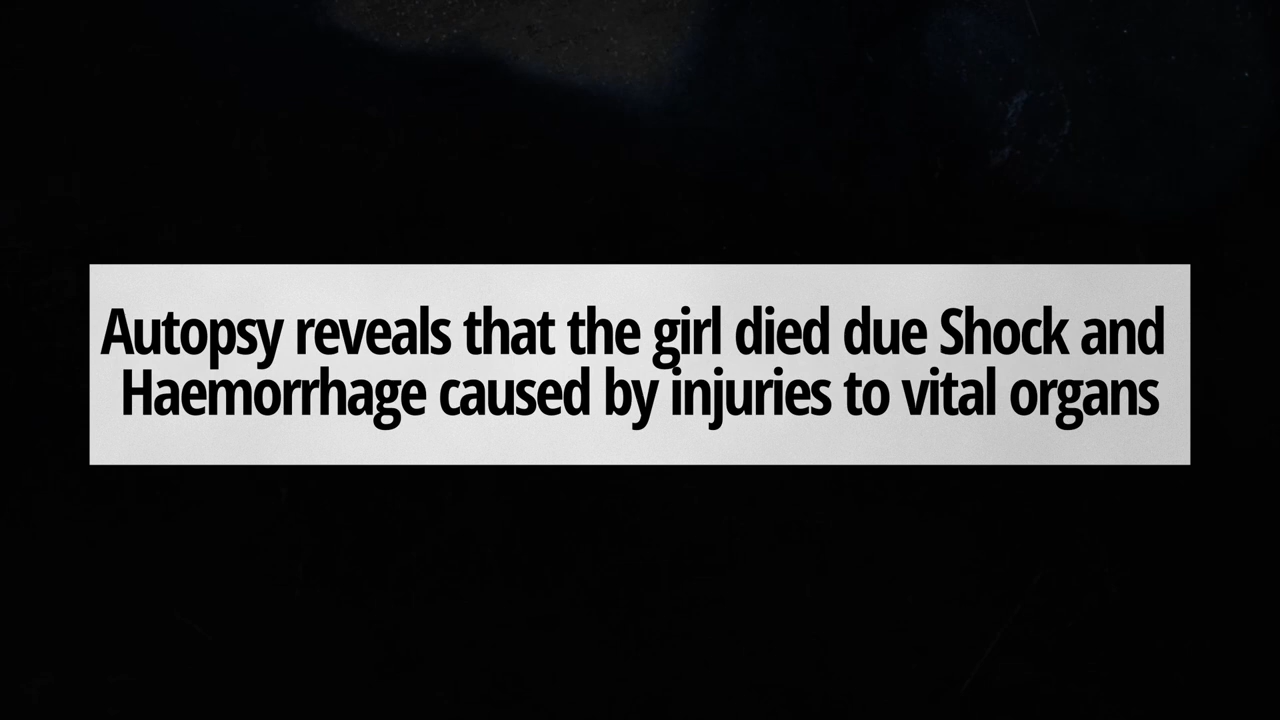 Autopsy reveals that the girl died due Shock and
Haemorrhage caused by injuries to vital organs